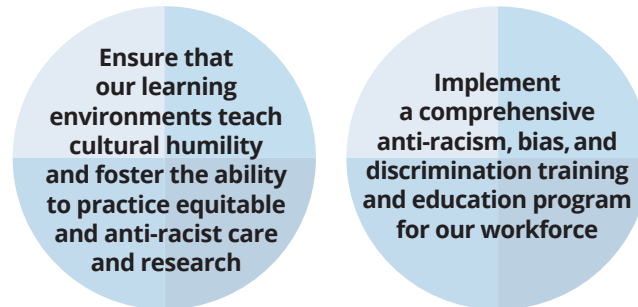 Ensure that
our learning
environments teach
cultural humility
and foster the ability
to practice equitable
and anti-racist care
and research
Implement
a comprehensive
anti-racism, bias, and
discrimination training
and education program
for our workforce